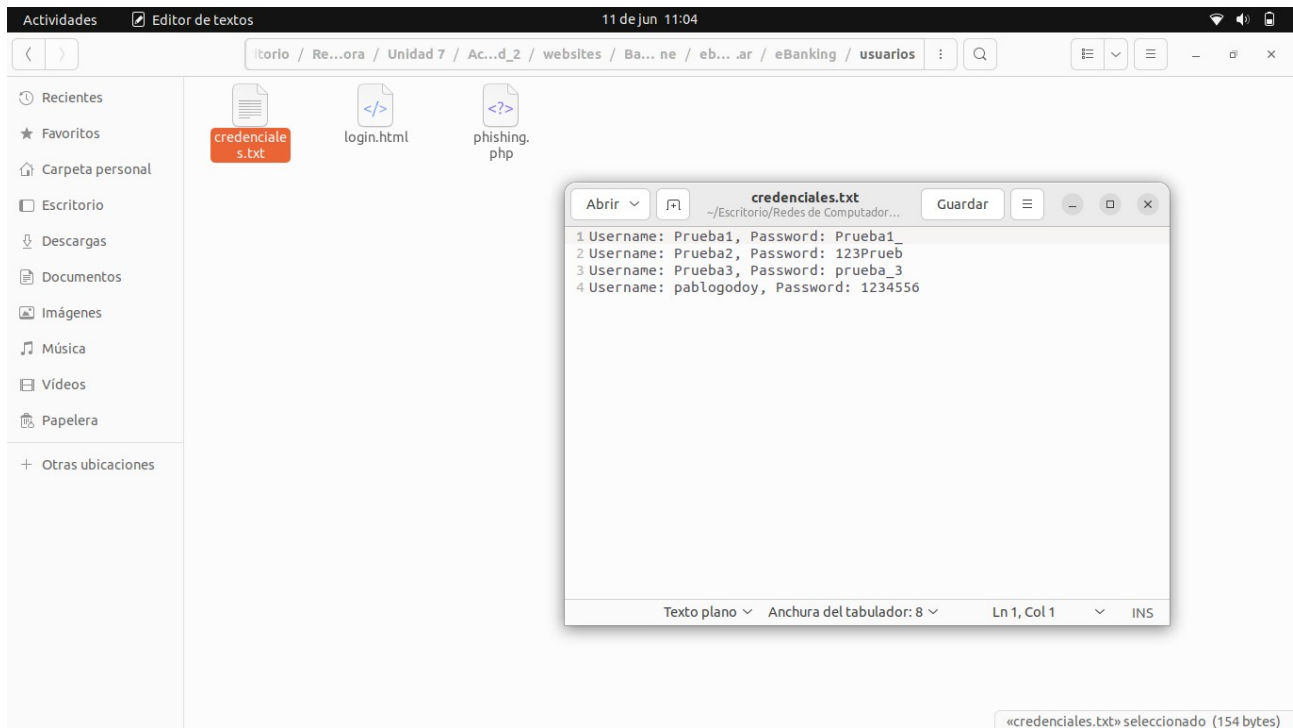 Actividades Editor de textos 11 de jun 11:04
itorio / Re...ora / Unidad 7 / Ac...d_2 / websites / Ba... ne / eb... .ar / eBanking / usuarios
Recientes
Favoritos
Carpeta personal
Escritorio
Descargas
Documentos
Imágenes
Música
Vídeos
Papelera
+ Otras ubicaciones
credenciale
s.txt
</>
login.html
<?>
phishing.
php
Abrir
credenciales.txt
~/Escritorio/Redes de Computador...
Guardar
1 Username: Prueba1, Password: Prueba1_
2 Username: Prueba2, Password: 123Prueb
3 Username: Prueba3, Password: prueba_3
4 Username: pablogodoy, Password: 1234556
Texto plano Anchura del tabulador: 8 Ln 1, Col 1 INS
«credenciales.txt» seleccionado (154 bytes)